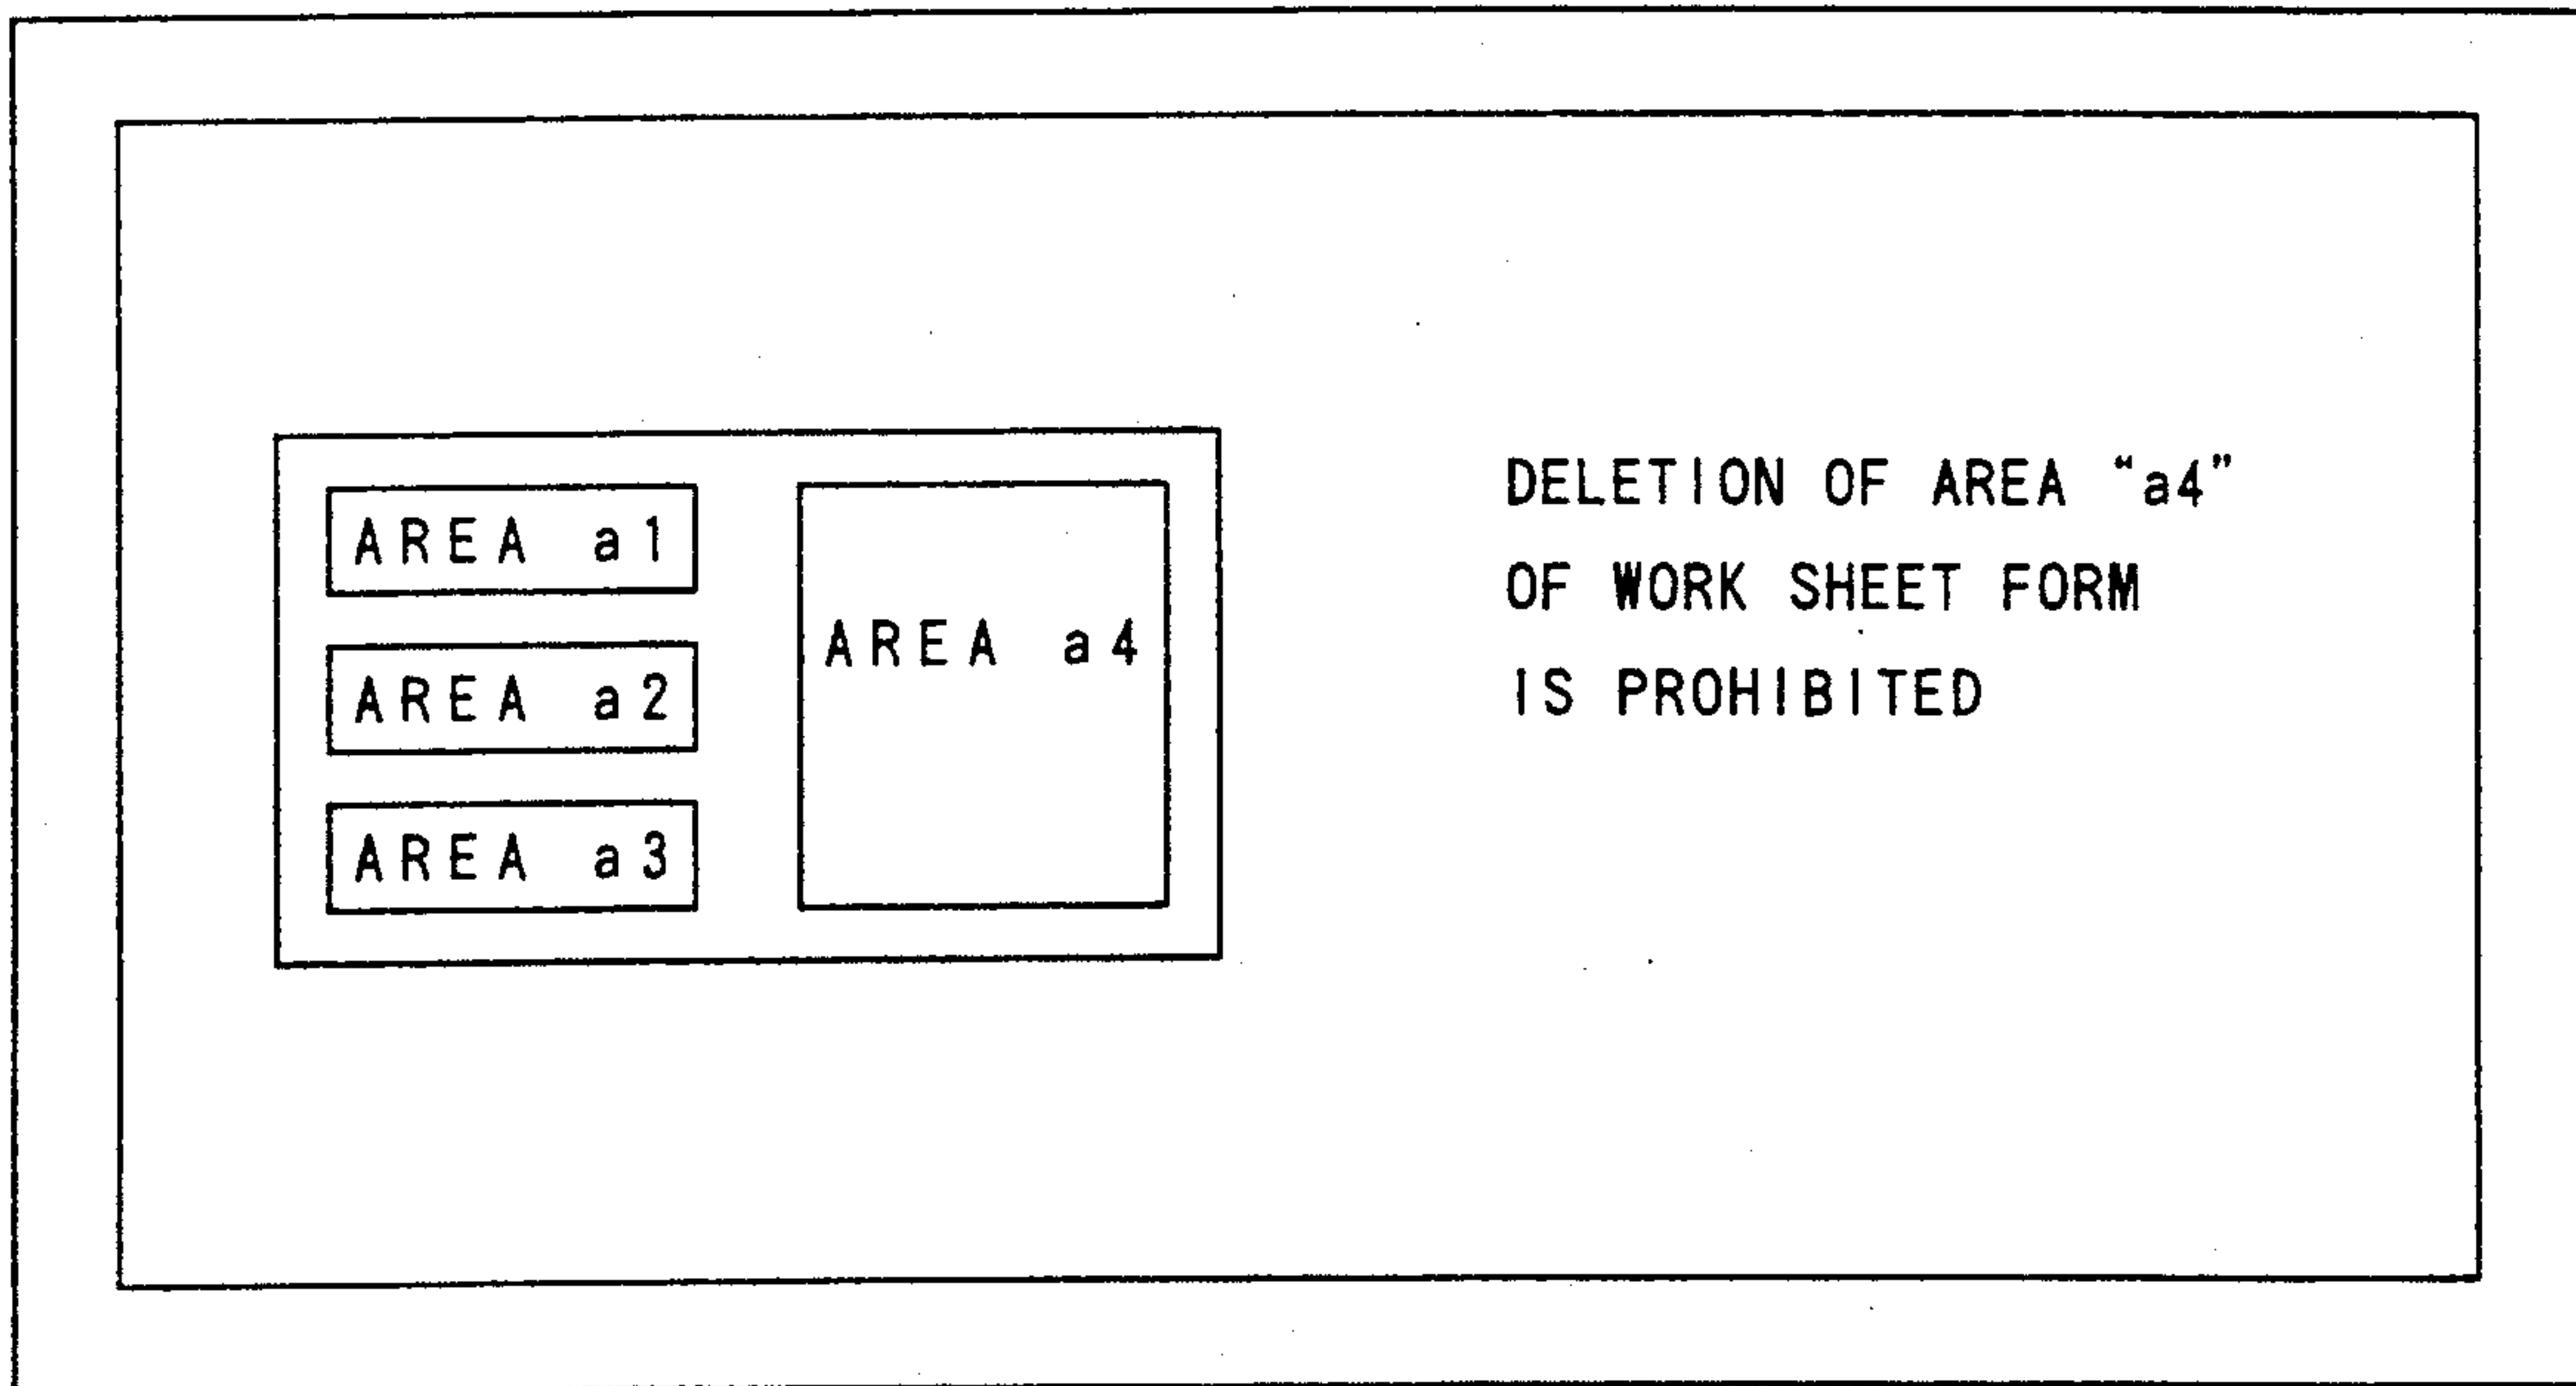 AREA a1
AREA a2
AREA a3
AREA a4
DELETION OF AREA “a4”
OF WORK SHEET FORM
IS PROHIBITED